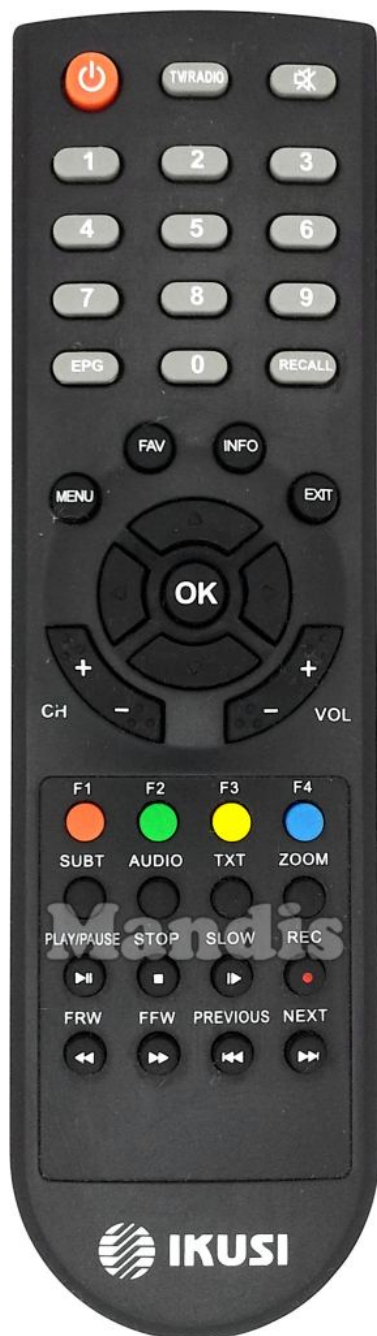 TV/RADIO
1 2 3
4 5 6
7 8 9
EPG 0 RECALL
FAV INFO
MENU EXIT
OK
+ +
CH - - VOL
F1 F2 F3 F4
SUBT AUDIO TXT ZOOM
Mandis
PLAY/PAUSE STOP SLOW REC
FRW FFW PREVIOUS NEXT
IKUSI